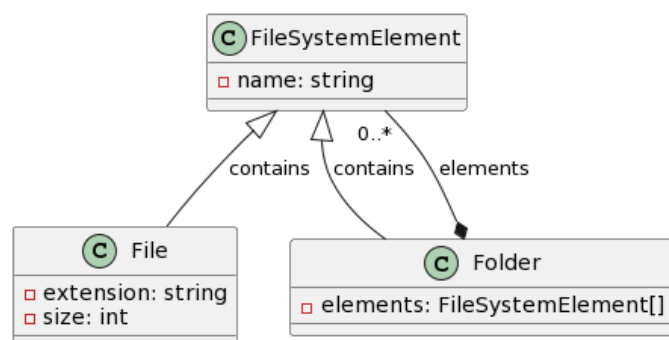 C FileSystemElement
name: string
0..*
contains
contains
elements
C File
extension: string
size: int
C Folder
elements: FileSystemElement[]